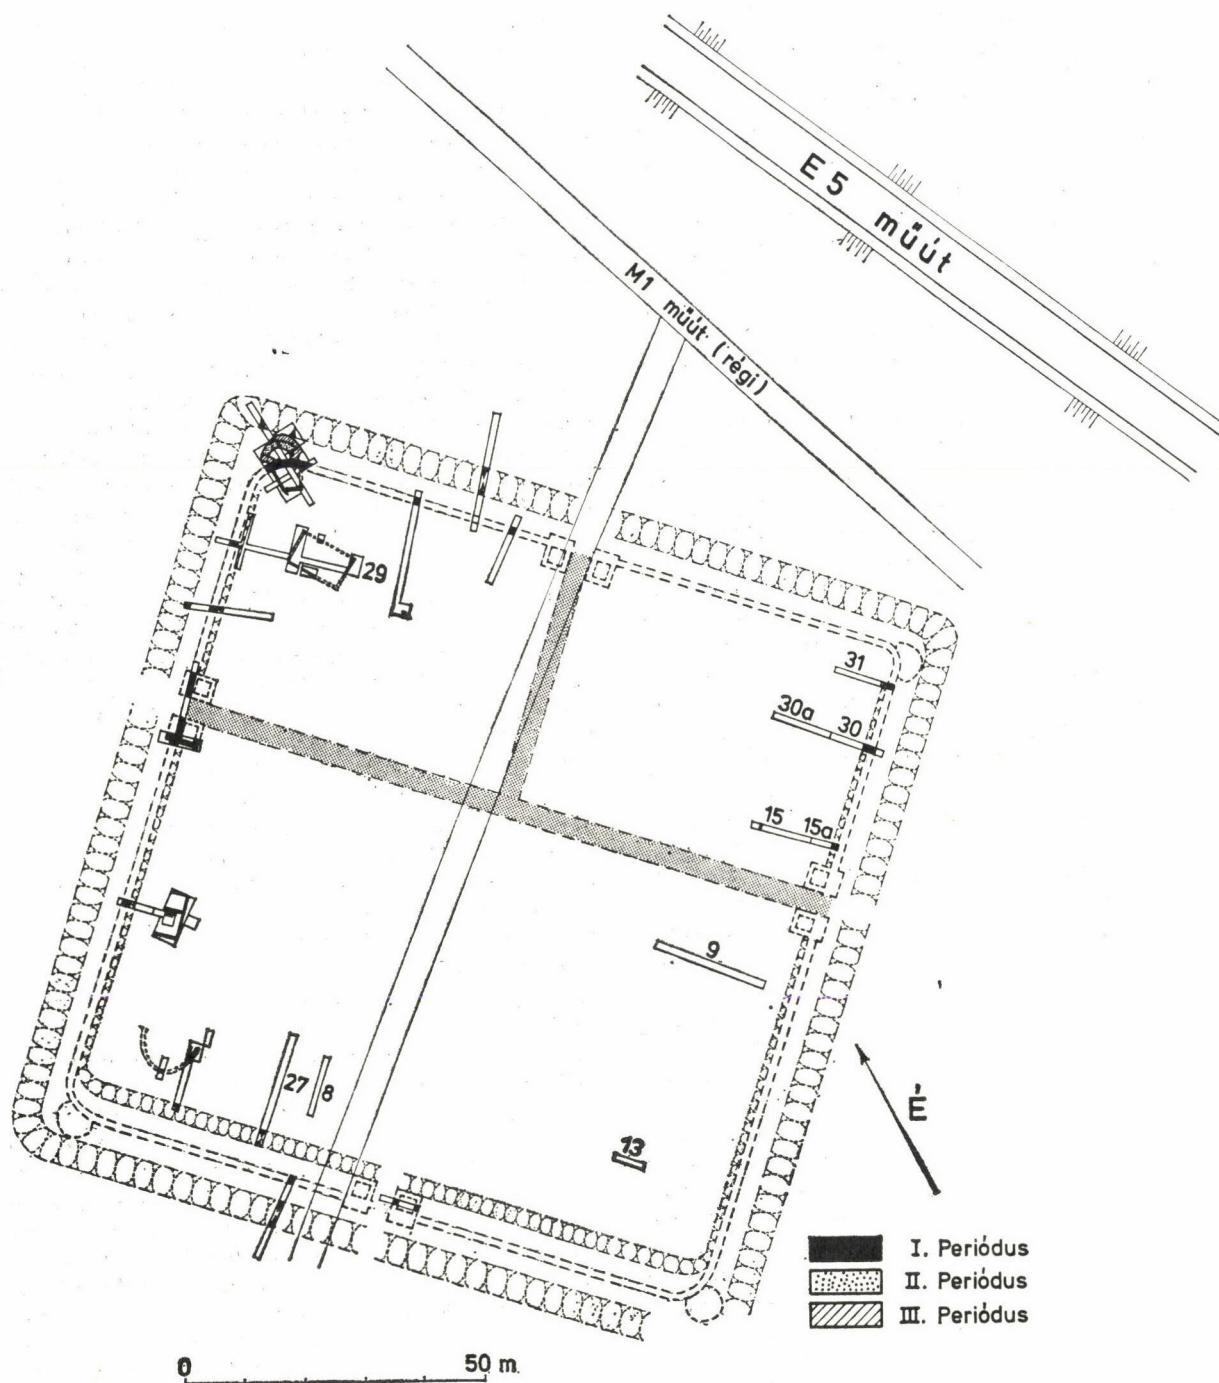 E 5 műút
M1 műút (régi)
29
31
30a 30
15 15a
9
27
8
13
É
I. Periódus
II. Periódus
III. Periódus
0 50 m.